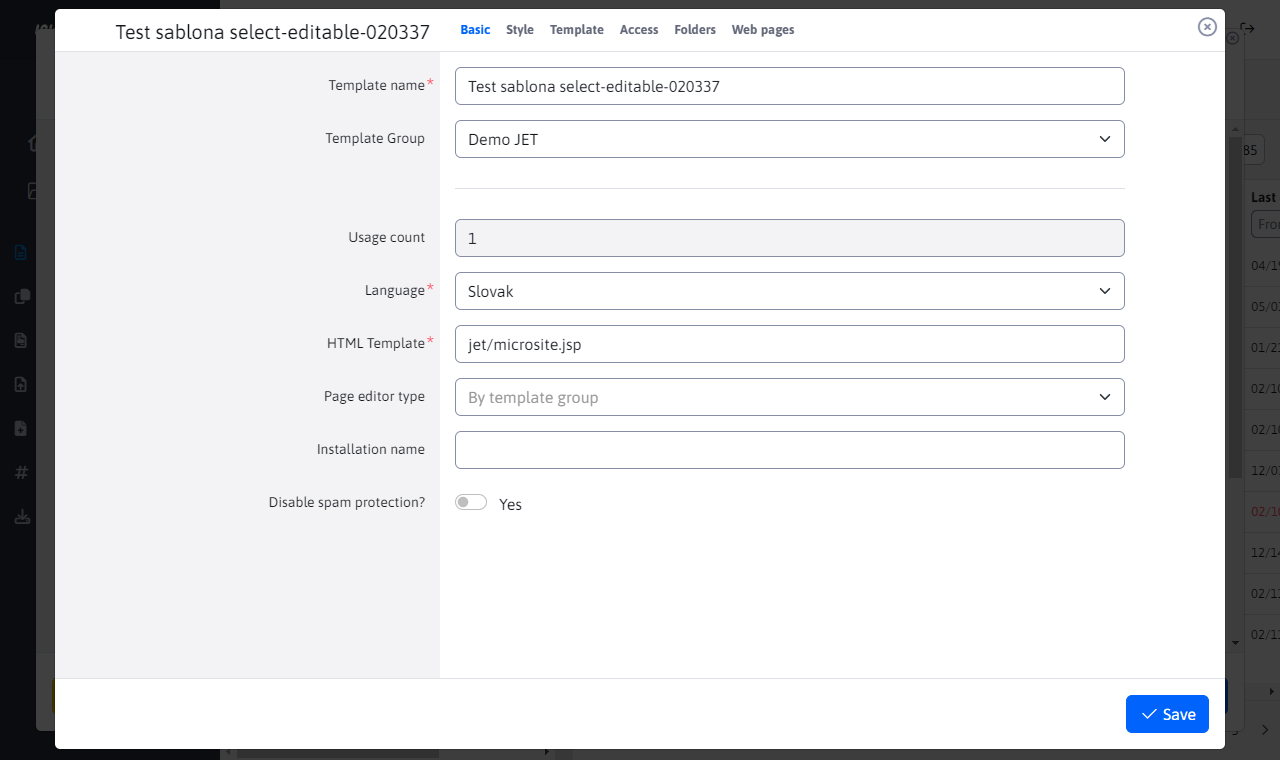 Test sablona select-editable-020337
Basic Style Template Access Folders Web pages
Template name*
Test sablona select-editable-020337
Template Group
Demo JET
Usage count
1
Language*
Slovak
HTML Template*
jet/microsite.jsp
Page editor type
By template group
Installation name
Disable spam protection?
Yes
Save
85
Last
04/1
01/2
02/1
02/1
12/0
02/1
12/1
02/1
02/1